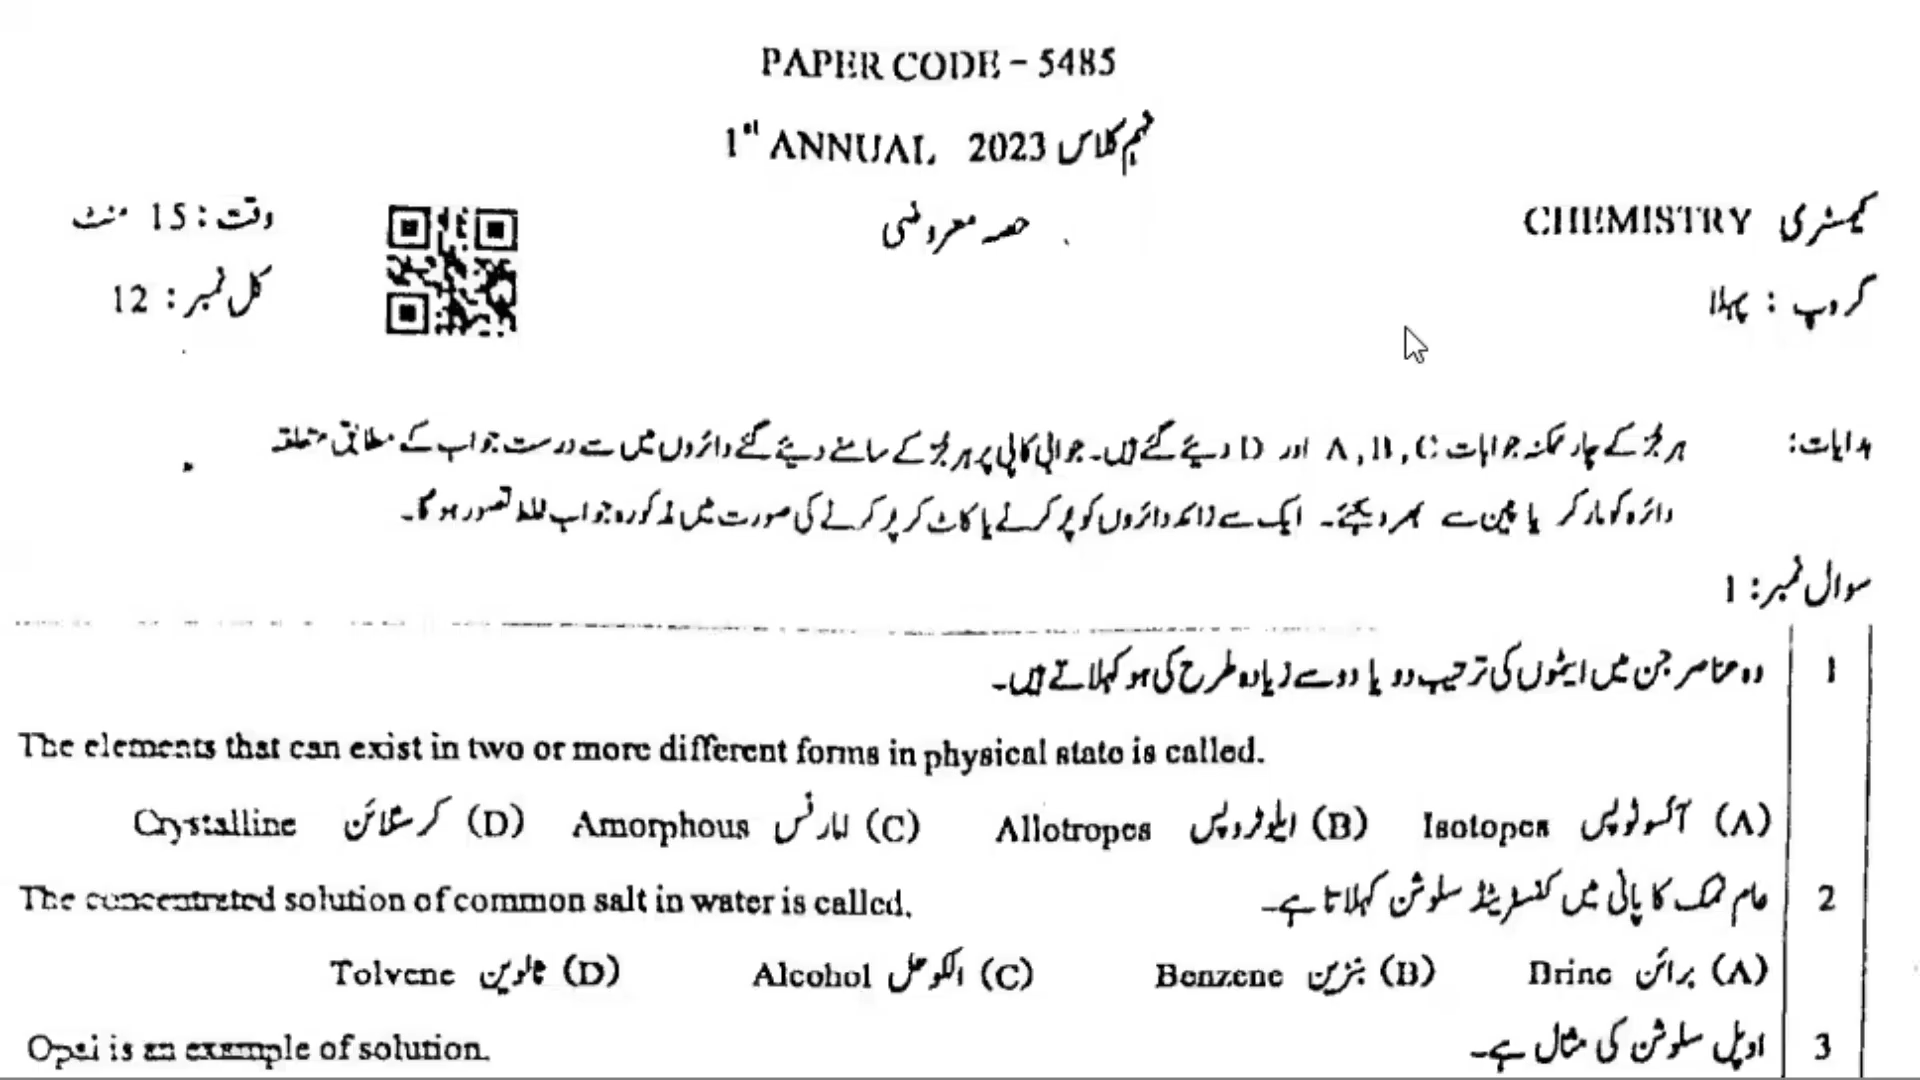 PAPER CODE - 5485
1st ANNUAL 2023 نہم کلاس
کیمسٹری CHEMISTRY
حصہ معروضی
وقت : 15 منٹ
گروپ : پہلا
کل نمبر : 12
ہدایات: ہر جُز کے چار ممکنہ جوابات A , B , C اور D دیئے گئے ہیں۔ جوابی کاپی پر ہر جُز کے سامنے دیئے گئے دائروں میں سے درست جواب کے مطابق متعلقہ
دائرہ کو مارکر یا پین سے بھر دیجئے۔ ایک سے زائد دائروں کو پُر کرنے یا کاٹ کر پُر کرنے کی صورت میں مذکورہ جواب غلط تصور ہو گا۔
سوال نمبر: 1
1 وہ عناصر جن میں ایٹموں کی ترتیب دو یا دو سے زیادہ طرح کی ہو کہلاتے ہیں۔
The elements that can exist in two or more different forms in physical state is called.
(A) آئسوٹوپس Isotopes (B) ایلوٹروپس Allotropes (C) امارفس Amorphous (D) کرسٹلائن Crystalline
2 عام نمک کا پانی میں کنسنٹریٹڈ سلوشن کہلاتا ہے۔ The concentrated solution of common salt in water is called.
(A) برائن Brine (B) بنزین Benzene (C) الکوحل Alcohol (D) ٹالوین Tolvene
3 اوپل سلوشن کی مثال ہے۔ Opal is an example of solution.